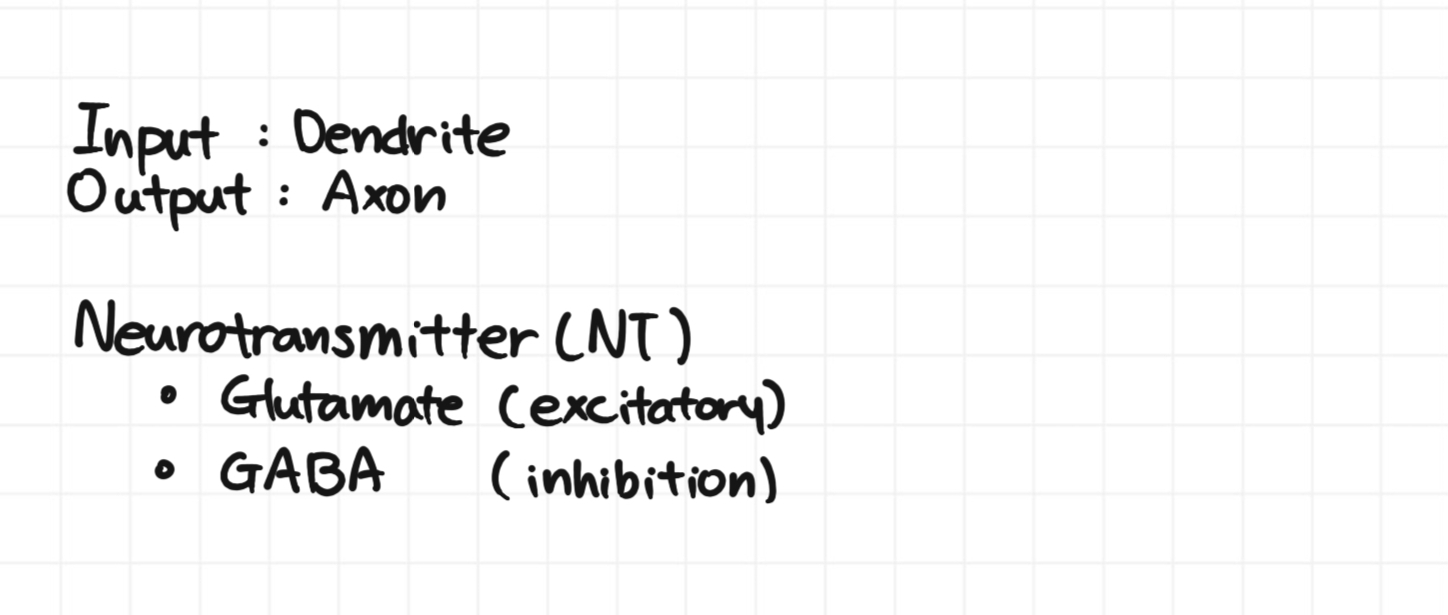 Input : Dendrite
Output : Axon
Neurotransmitter (NT)
• Glutamate (excitatory)
• GABA (inhibition)